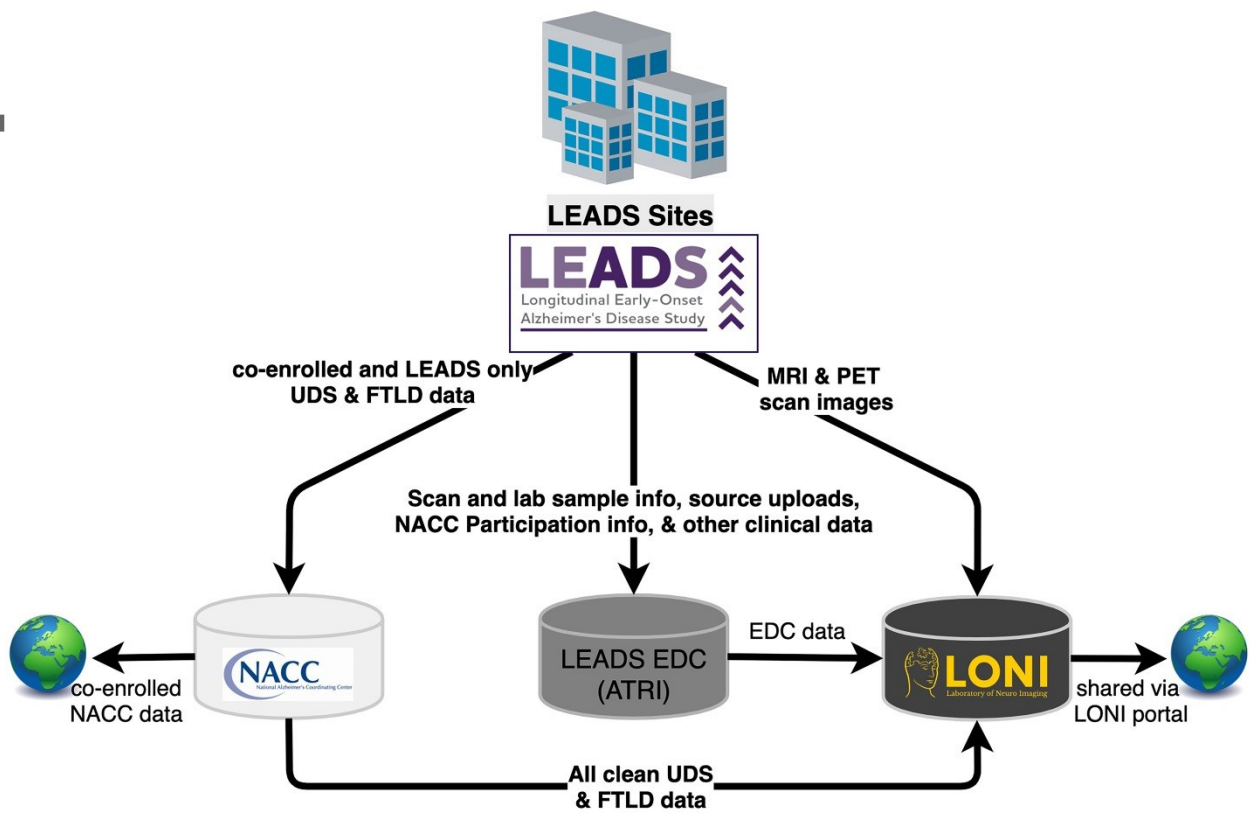 LEADS Sites
LEADS
Longitudinal Early-Onset
Alzheimer's Disease Study
co-enrolled and LEADS only
UDS & FTLD data
MRI & PET
scan images
Scan and lab sample info, source uploads,
NACC Participation info, & other clinical data
NACC
National Alzheimer's Coordinating Center
co-enrolled
NACC data
LEADS EDC
(ATRI)
EDC data
LONI
Laboratory of Neuro Imaging
shared via
LONI portal
All clean UDS
& FTLD data